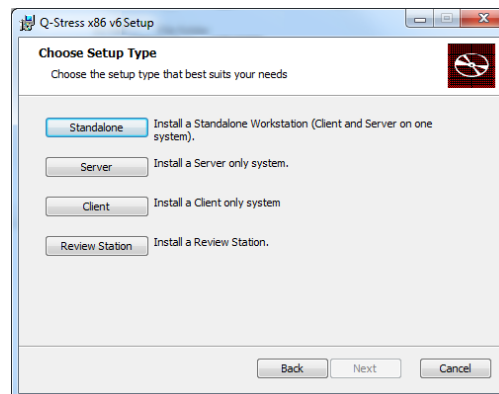 Q-Stress x86 v6 Setup
Choose Setup Type
Choose the setup type that best suits your needs
Standalone
Install a Standalone Workstation (Client and Server on one
system).
Server
Install a Server only system.
Client
Install a Client only system
Review Station
Install a Review Station.
Back
Next
Cancel